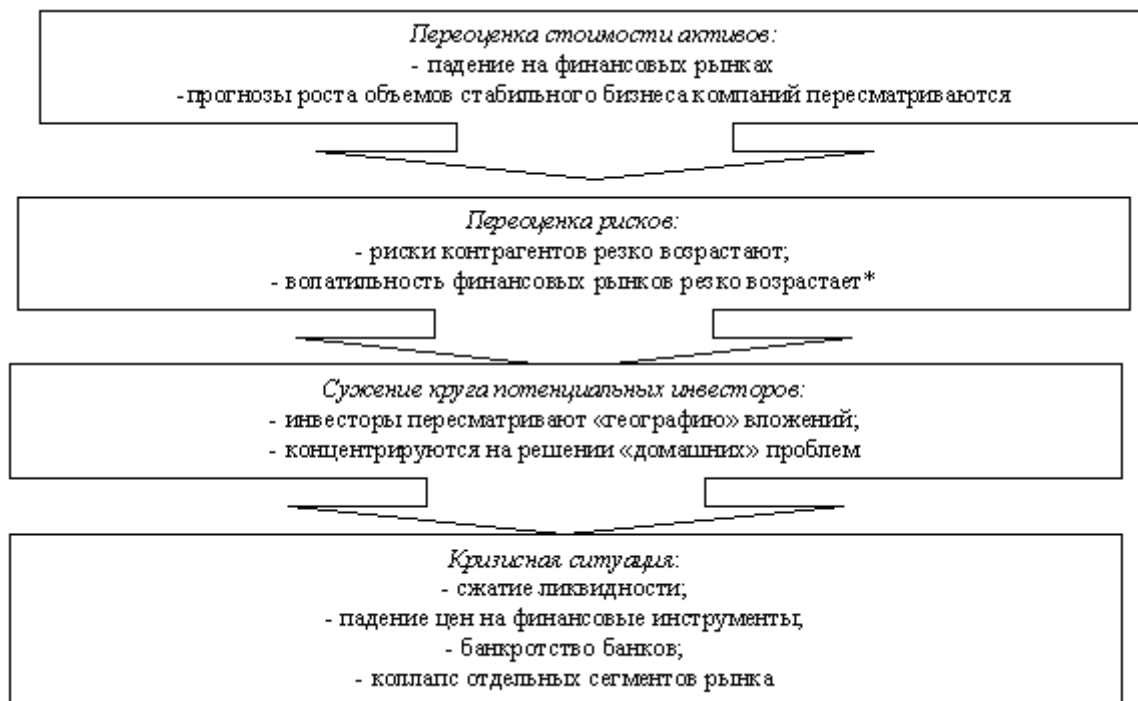 Переоценка стоимости активов:
- падение на финансовых рынках
-прогнозы роста объемов стабильного бизнеса компаний пересматриваются
Переоценка рисков:
- риски контрагентов резко возрастают;
- волатильность финансовых рынков резко возрастает*
Сужение круга потенциальных инвесторов:
- инвесторы пересматривают «географию» вложений;
- концентрируются на решении «домашних» проблем
Кризисная ситуация:
- сжатие ликвидности;
- падение цен на финансовые инструменты;
- банкротство банков;
- коллапс отдельных сегментов рынка